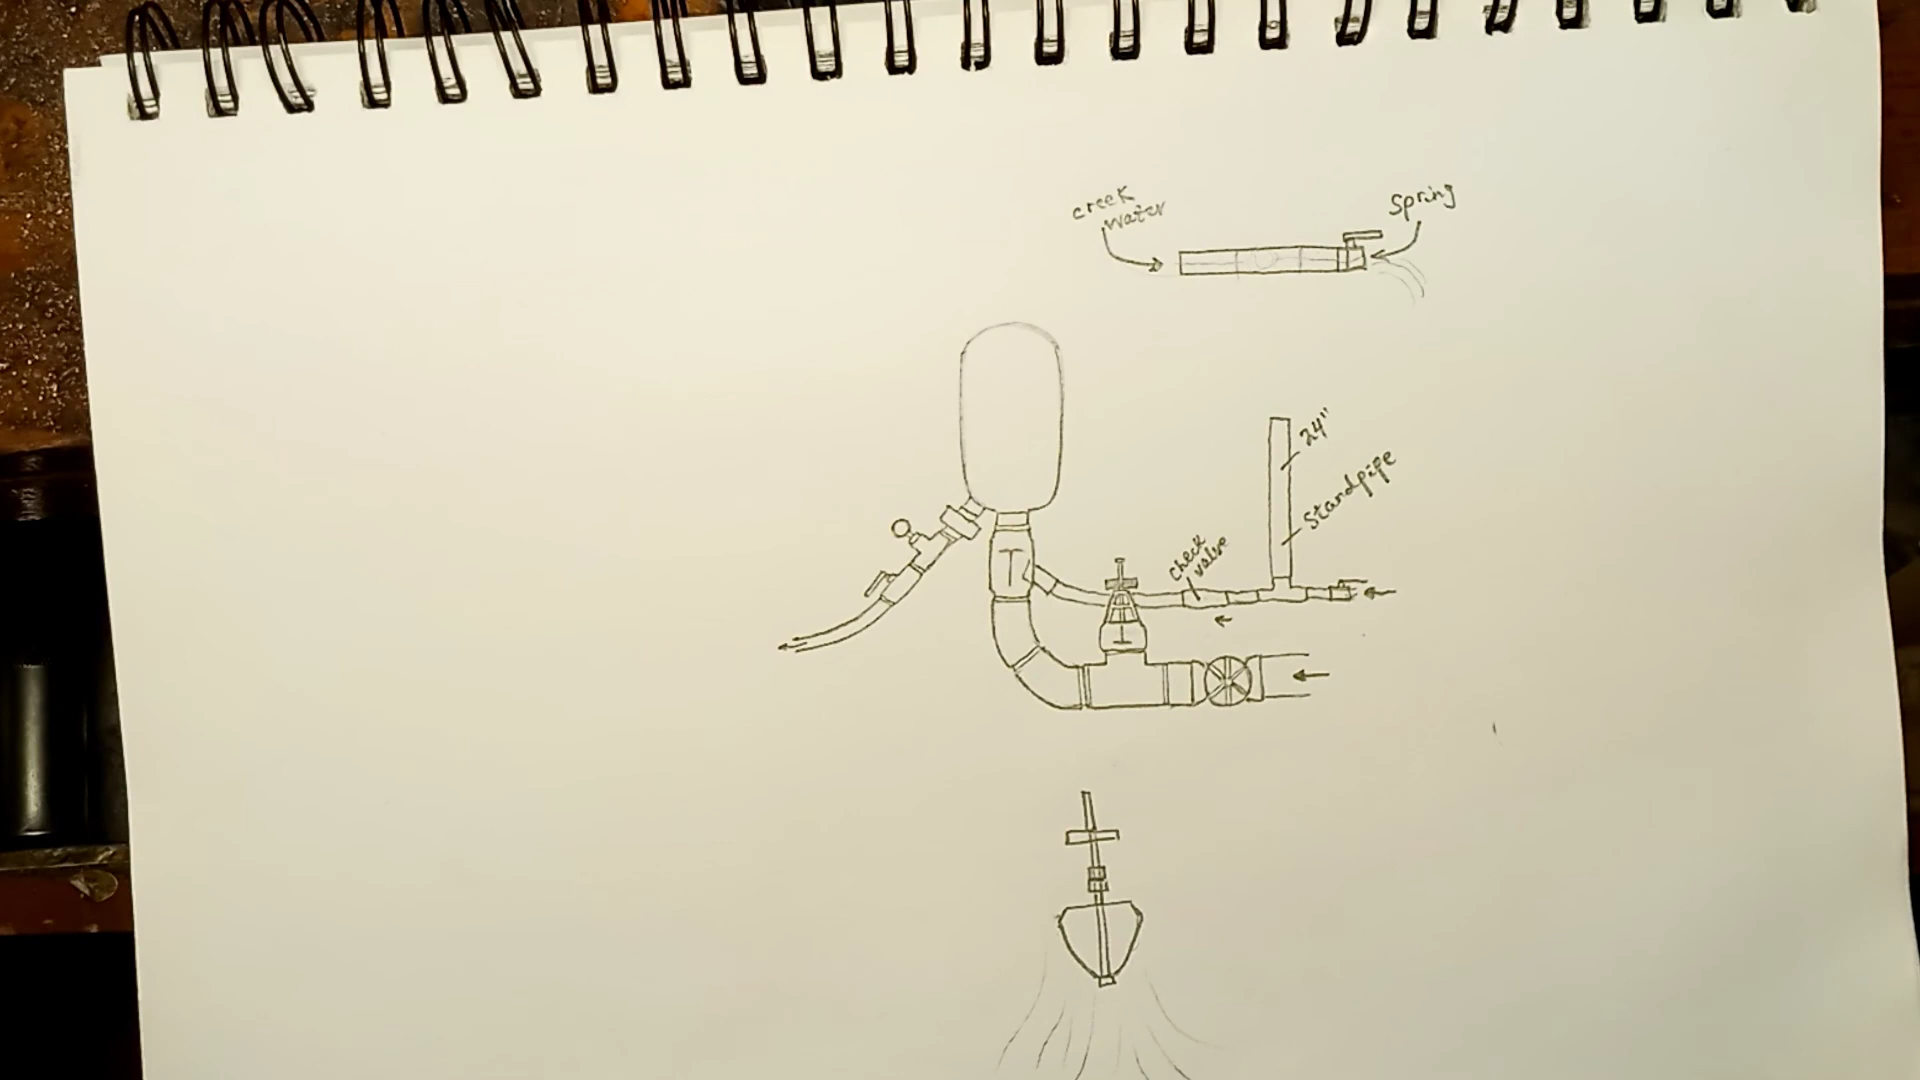 creek
water
Spring
24"
Standpipe
check
valve